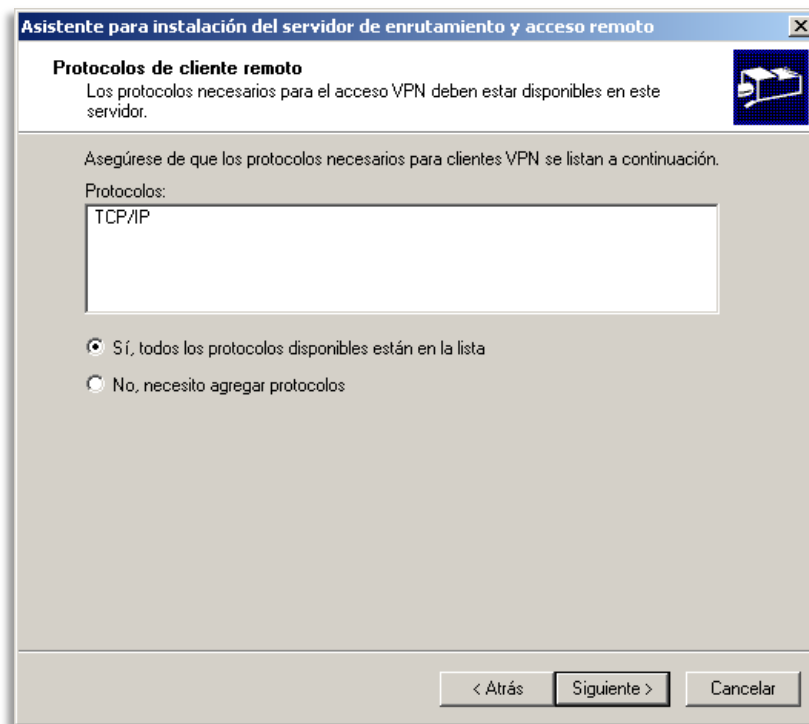 Asistente para instalación del servidor de enrutamiento y acceso remoto
Protocolos de cliente remoto
Los protocolos necesarios para el acceso VPN deben estar disponibles en este
servidor.
Asegúrese de que los protocolos necesarios para clientes VPN se listan a continuación.
Protocolos:
TCP/IP
Sí, todos los protocolos disponibles están en la lista
No, necesito agregar protocolos
< Atrás
Siguiente >
Cancelar